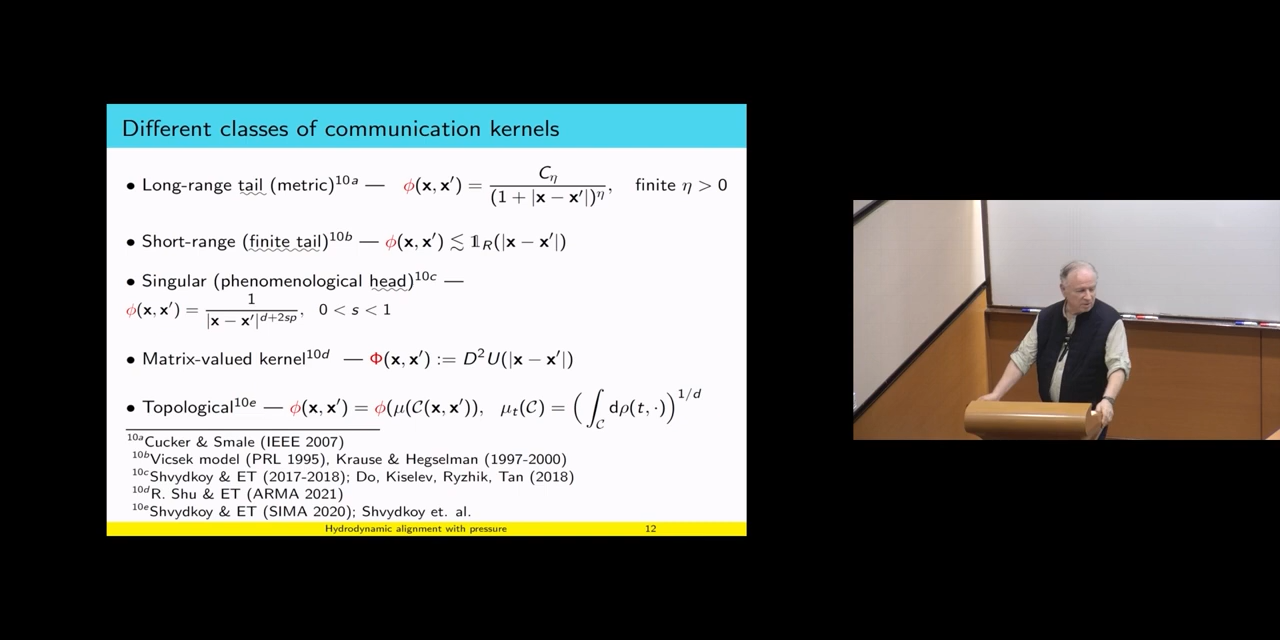 Different classes of communication kernels
• Long-range tail (metric)^10a — ϕ(x, x′) = C_η / (1 + |x − x′|)^η, finite η > 0
• Short-range (finite tail)^10b — ϕ(x, x′) ≲ 𝟙_R(|x − x′|)
• Singular (phenomenological head)^10c —
ϕ(x, x′) = 1 / |x − x′|^{d+2sp}, 0 < s < 1
• Matrix-valued kernel^10d — Φ(x, x′) := D²U(|x − x′|)
• Topological^10e — ϕ(x, x′) = ϕ(μ(𝒞(x, x′)), μ_t(𝒞) = (∫_𝒞 dρ(t, ·))^{1/d}
10a Cucker & Smale (IEEE 2007)
10b Vicsek model (PRL 1995), Krause & Hegselman (1997-2000)
10c Shvydkoy & ET (2017-2018); Do, Kiselev, Ryzhik, Tan (2018)
10d R. Shu & ET (ARMA 2021)
10e Shvydkoy & ET (SIMA 2020); Shvydkoy et. al.
Hydrodynamic alignment with pressure 12